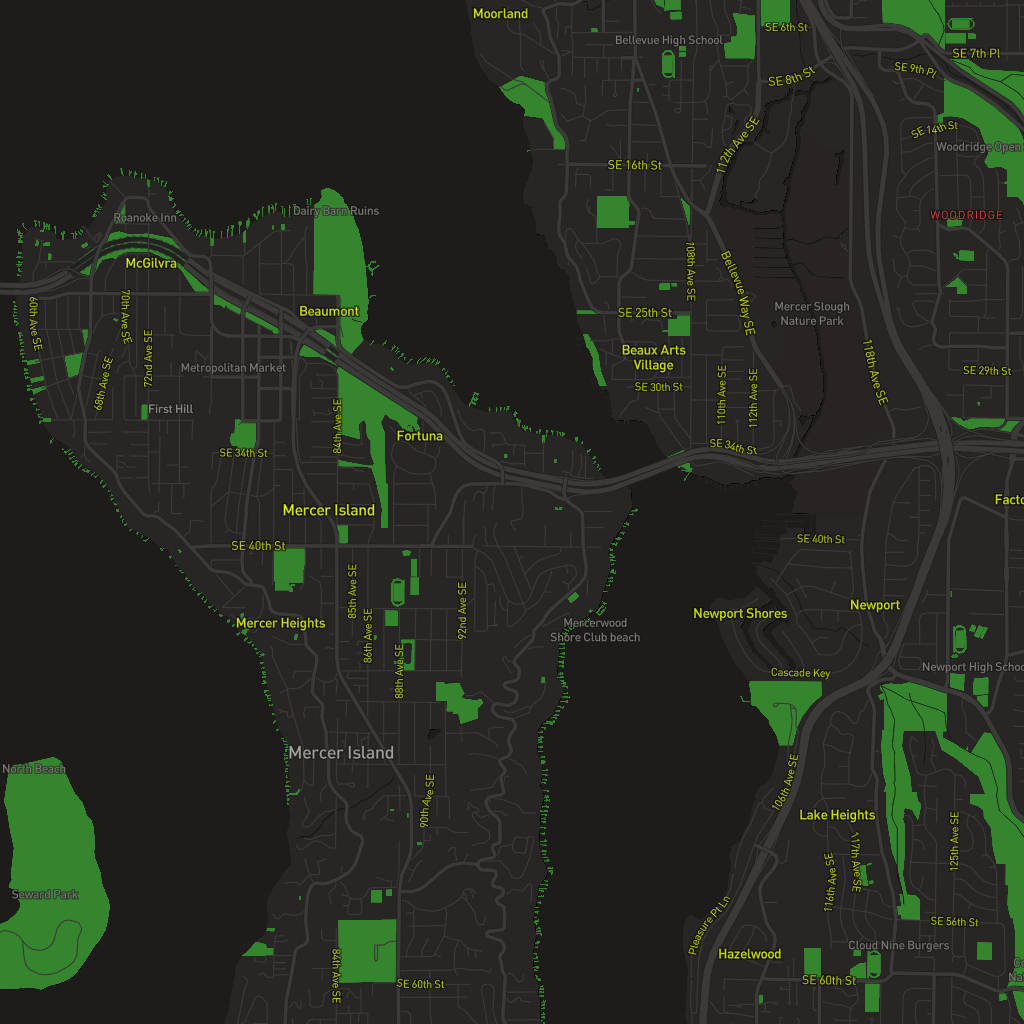 Moorland
SE 6th St
Bellevue High School
SE 7th Pl
SE 9th Pl
SE 8th St
SE 14th St
112th Ave SE
Woodridge Open
SE 16th St
Roanoke Inn
Dairy Barn Ruins
WOODRIDGE
McGilvra
108th Ave SE
Bellevue Way SE
60th Ave SE
70th Ave SE
Beaumont
SE 25th St
Mercer Slough
Nature Park
72nd Ave SE
Beaux Arts
Village
118th Ave SE
Metropolitan Market
68th Ave SE
SE 29th St
SE 30th St
110th Ave SE
112th Ave SE
First Hill
84th Ave SE
Fortuna
SE 34th St
SE 34th St
Mercer Island
Facto
SE 40th St
SE 40th St
85th Ave SE
92nd Ave SE
Newport
Newport Shores
Mercer Heights
86th Ave SE
Mercerwood
Shore Club beach
88th Ave SE
Cascade Key
Newport High Schoo
Mercer Island
North Beach
106th Ave SE
90th Ave SE
Lake Heights
125th Ave SE
117th Ave SE
116th Ave SE
Seward Park
Pleasure Pt Ln
SE 56th St
Cloud Nine Burgers
Hazelwood
84th Ave SE
SE 60th St
SE 60th St
Na